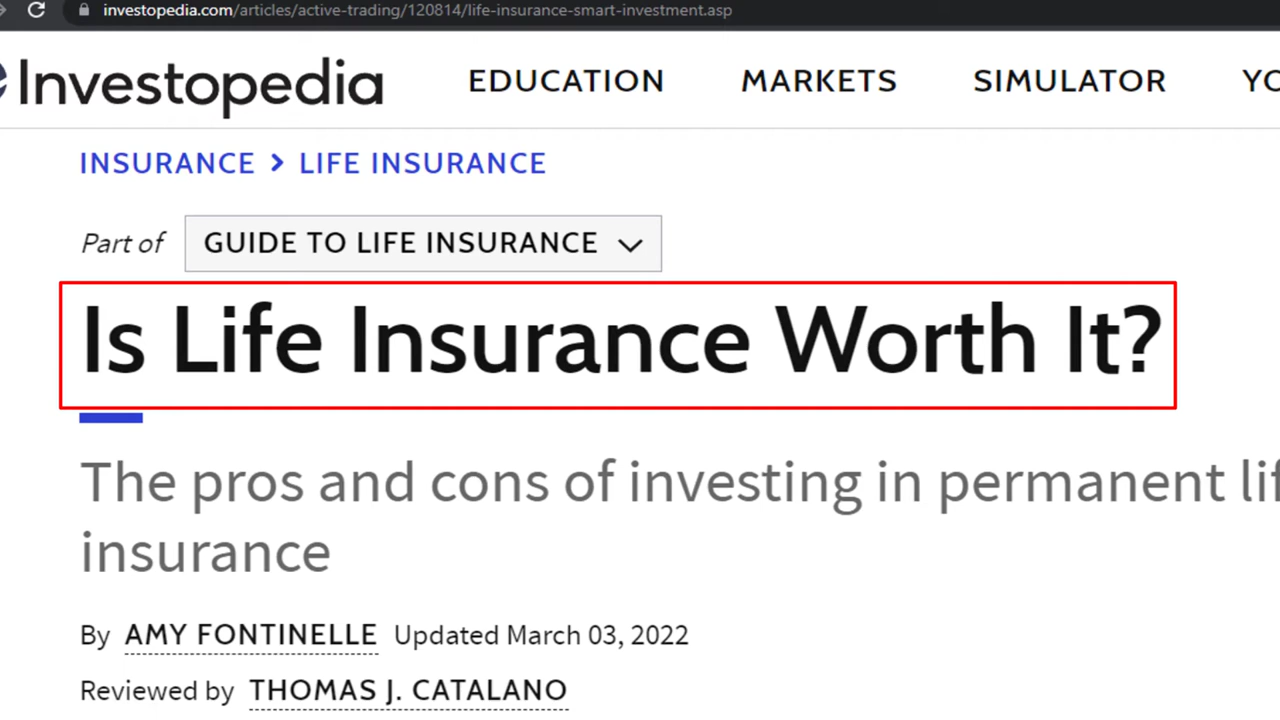 investopedia.com/articles/active-trading/120814/life-insurance-smart-investment.asp
Investopedia EDUCATION MARKETS SIMULATOR YO
INSURANCE > LIFE INSURANCE
Part of GUIDE TO LIFE INSURANCE
Is Life Insurance Worth It?
The pros and cons of investing in permanent lif
insurance
By AMY FONTINELLE Updated March 03, 2022
Reviewed by THOMAS J. CATALANO